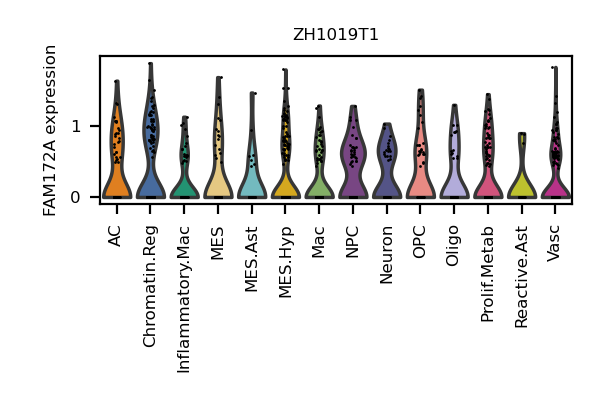 ZH1019T1
FAM172A expression
1
0
AC
Chromatin.Reg
Inflammatory.Mac
MES
MES.Ast
MES.Hyp
Mac
NPC
Neuron
OPC
Oligo
Prolif.Metab
Reactive.Ast
Vasc